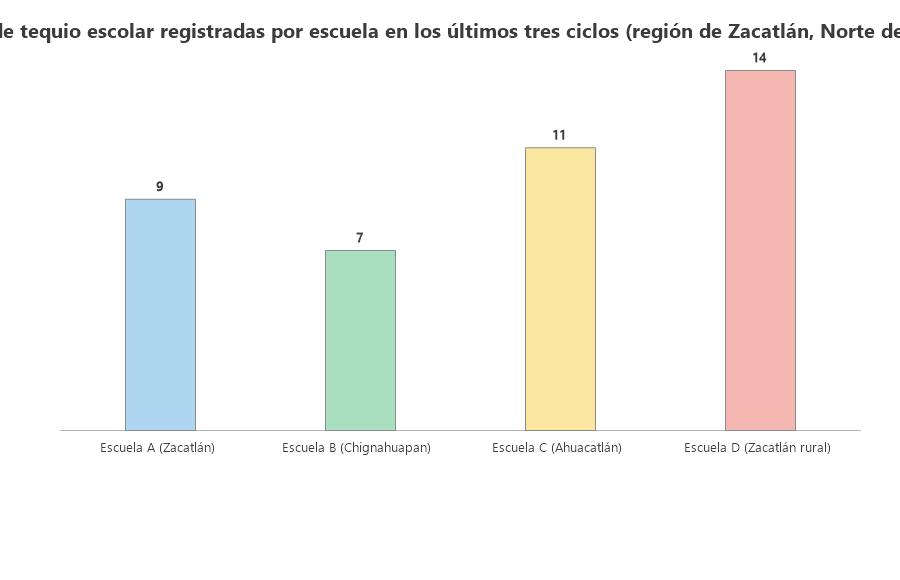 de tequio escolar registradas por escuela en los últimos tres ciclos (región de Zacatlán, Norte de
14
11
9
7
Escuela A (Zacatlán) Escuela B (Chignahuapan) Escuela C (Ahuacatlán) Escuela D (Zacatlán rural)